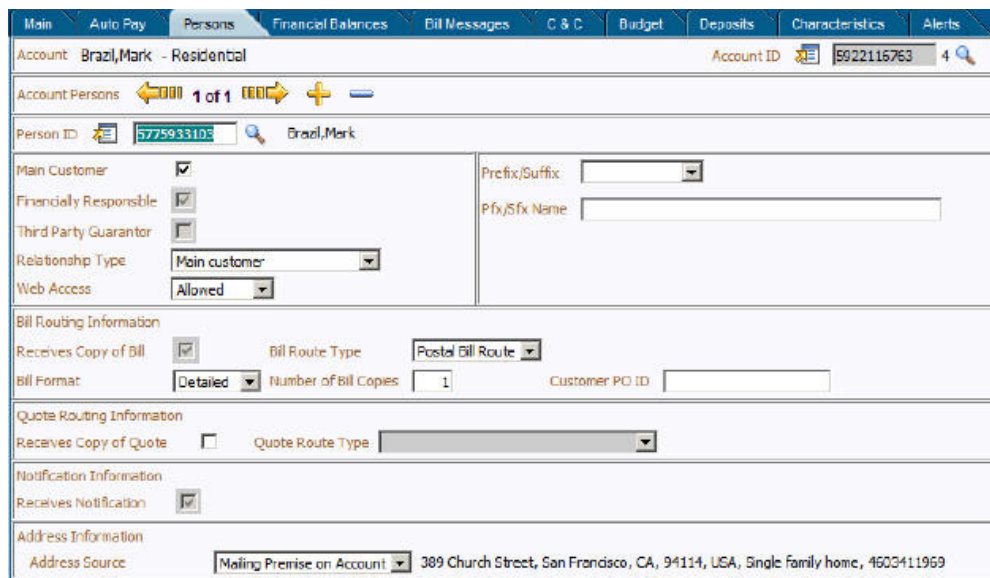 Main Auto Pay Persons Financial Balances Bill Messages C & C Budget Deposits Characteristics Alerts
Account Brazil,Mark - Residential Account ID 5922116763 4
Account Persons 1 of 1
Person ID 5775933103 Brazil,Mark
Main Customer Prefix/Suffix
Financially Responsible Pfx/Sfx Name
Third Party Guarantor
Relationship Type Main customer
Web Access Allowed
Bill Routing Information
Receives Copy of Bill Bill Route Type Postal Bill Route
Bill Format Detailed Number of Bill Copies 1 Customer PO ID
Quote Routing Information
Receives Copy of Quote Quote Route Type
Notification Information
Receives Notification
Address Information
Address Source Mailing Premise on Account 389 Church Street, San Francisco, CA, 94114, USA, Single family home, 4603411969